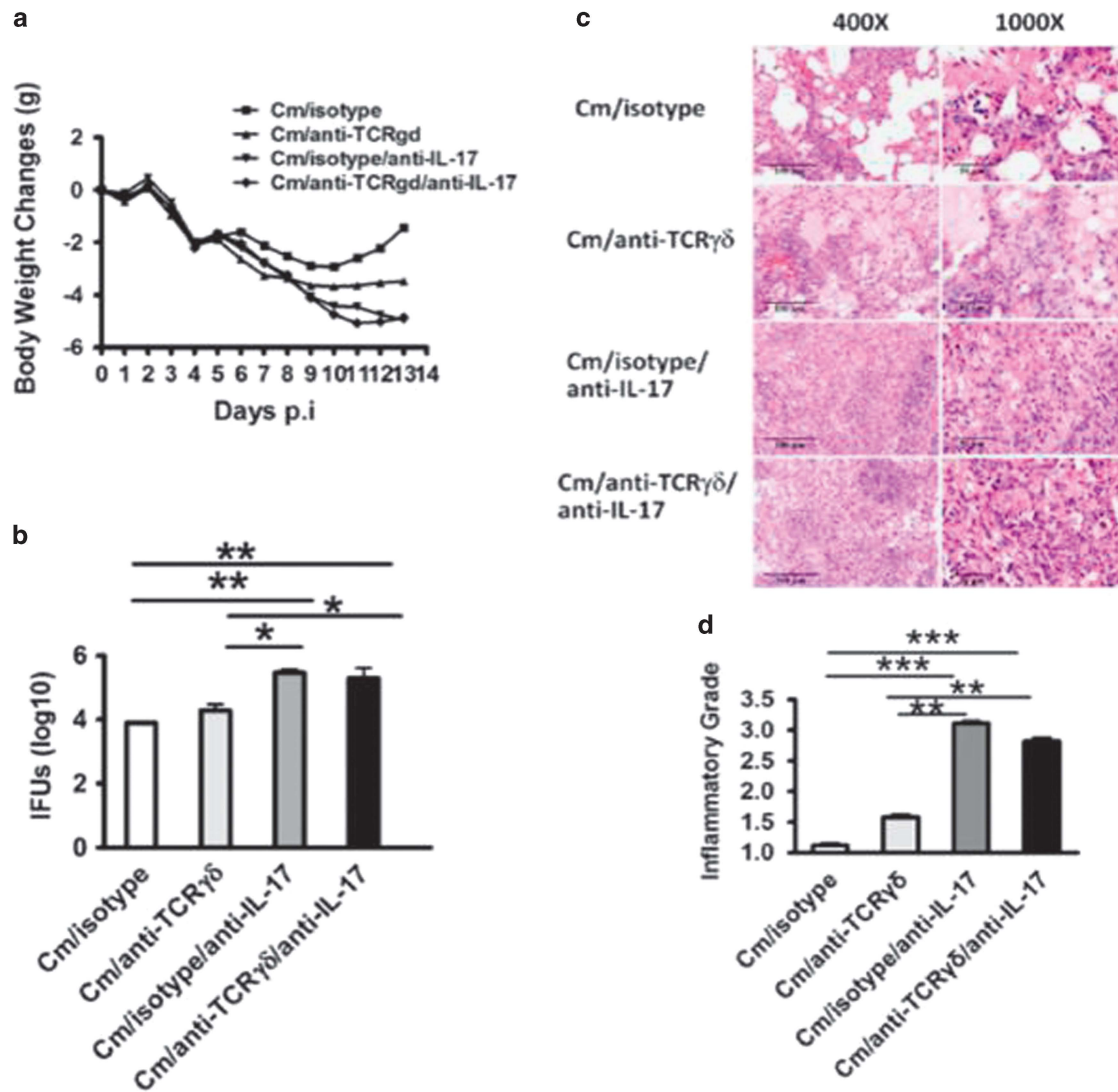 a
Cm/isotype
Cm/anti-TCRgd
Cm/isotype/anti-IL-17
Cm/anti-TCRgd/anti-IL-17
Body Weight Changes (g)
2
0
-2
-4
-6
0 1 2 3 4 5 6 7 8 9 10 11 12 13 14
Days p.i
b
**
**
*
*
IFUs (log10)
6
4
2
0
Cm/isotype
Cm/anti-TCRγδ
Cm/isotype/anti-IL-17
Cm/anti-TCRγδ/anti-IL-17
c
400X 1000X
Cm/isotype
Cm/anti-TCRγδ
Cm/isotype/
anti-IL-17
Cm/anti-TCRγδ/
anti-IL-17
d
***
***
**
**
Inflammatory Grade
3.5
3.0
2.5
2.0
1.5
1.0
Cm/isotype
Cm/anti-TCRγδ
Cm/isotype/anti-IL-17
Cm/anti-TCRγδ/anti-IL-17